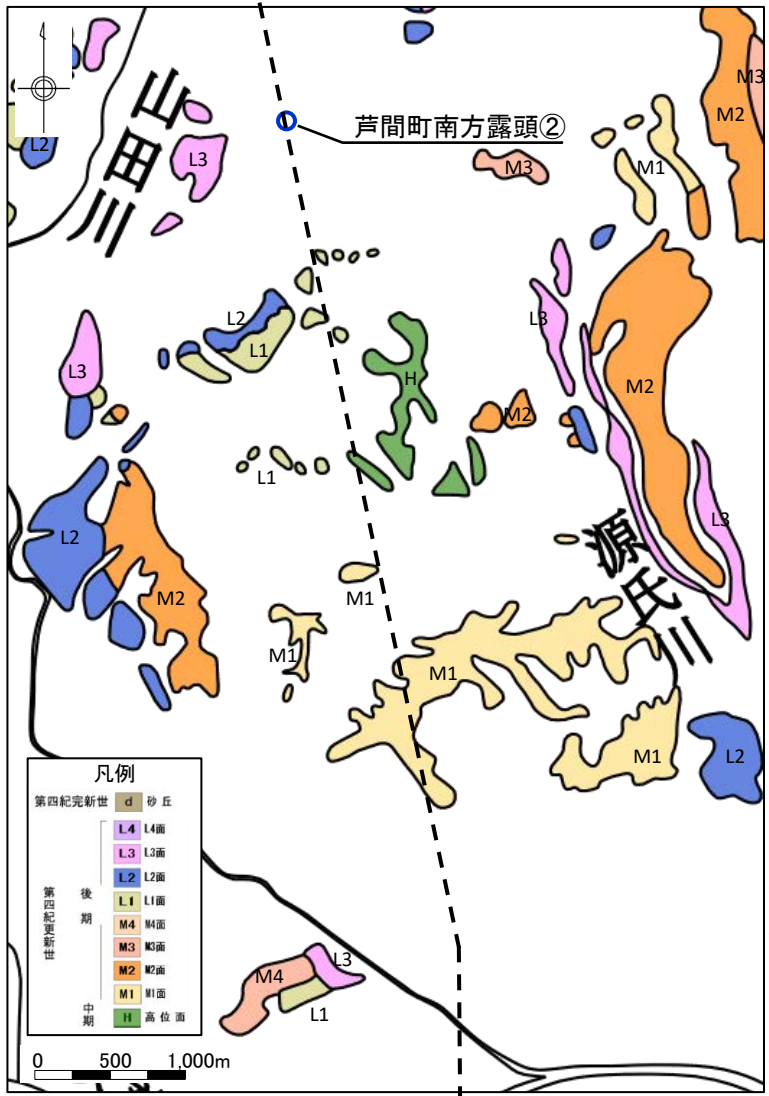 芦間町南方露頭②
山田川
源氏川
M3
M2
L2
L3
M3
M1
L3
L2
L1
H
L3
M2
M2
L1
L2
L3
M2
M1
M1
M1
M1
L2
M4
L3
L1
凡例
第四紀完新世 d 砂丘
第四紀更新世
後期
中期
L4 L4面
L3 L3面
L2 L2面
L1 L1面
M4 M4面
M3 M3面
M2 M2面
M1 M1面
H 高位面
0 500 1,000m